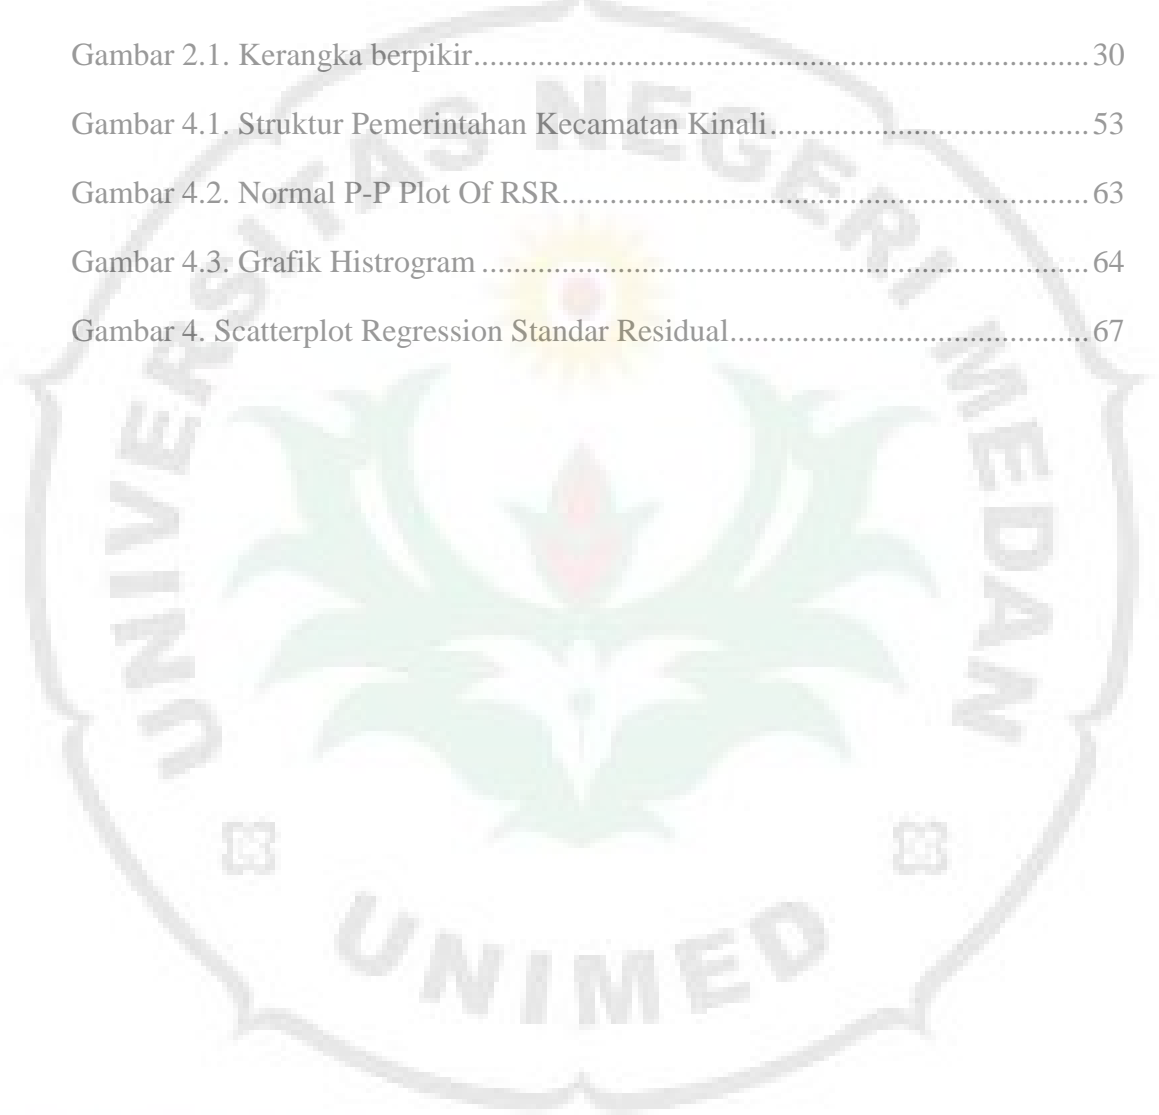 Gambar 2.1. Kerangka berpikir............................................................................ 30
Gambar 4.1. Struktur Pemerintahan Kecamatan Kinali....................................... 53
Gambar 4.2. Normal P-P Plot Of RSR................................................................. 63
Gambar 4.3. Grafik Histrogram ........................................................................... 64
Gambar 4. Scatterplot Regression Standar Residual............................................ 67
UNIVERSITAS NEGERI MEDAN
UNIMED